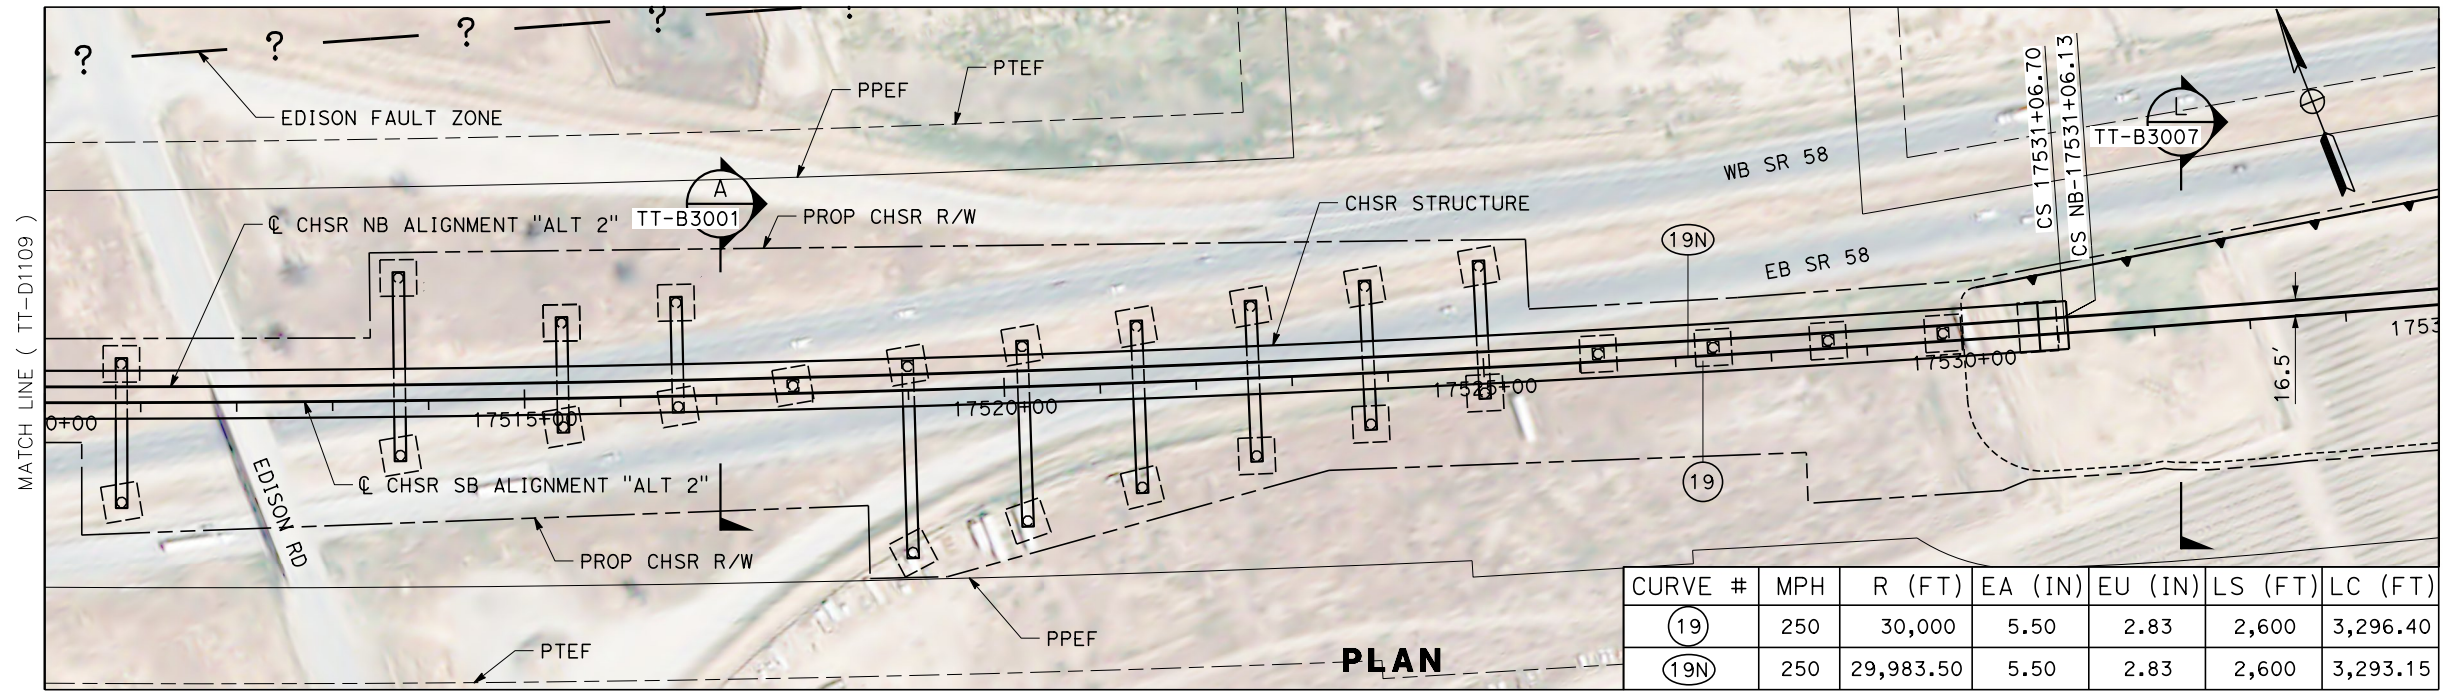 ? ? ? ? ?
EDISON FAULT ZONE
PPEF
PTEF
WB SR 58
EB SR 58
CS 17531+06.70
CS NB-17531+06.13
L
TT-B3007
MATCH LINE ( TT-D1109 )
℄ CHSR NB ALIGNMENT "ALT 2"
A
TT-B3001
PROP CHSR R/W
CHSR STRUCTURE
19N
0+00
17515+00
17520+00
17525+00
17530+00
1753
16.5'
EDISON RD
℄ CHSR SB ALIGNMENT "ALT 2"
19
PROP CHSR R/W
PTEF
PPEF
PLAN
CURVE # MPH R (FT) EA (IN) EU (IN) LS (FT) LC (FT)
19 250 30,000 5.50 2.83 2,600 3,296.40
19N 250 29,983.50 5.50 2.83 2,600 3,293.15